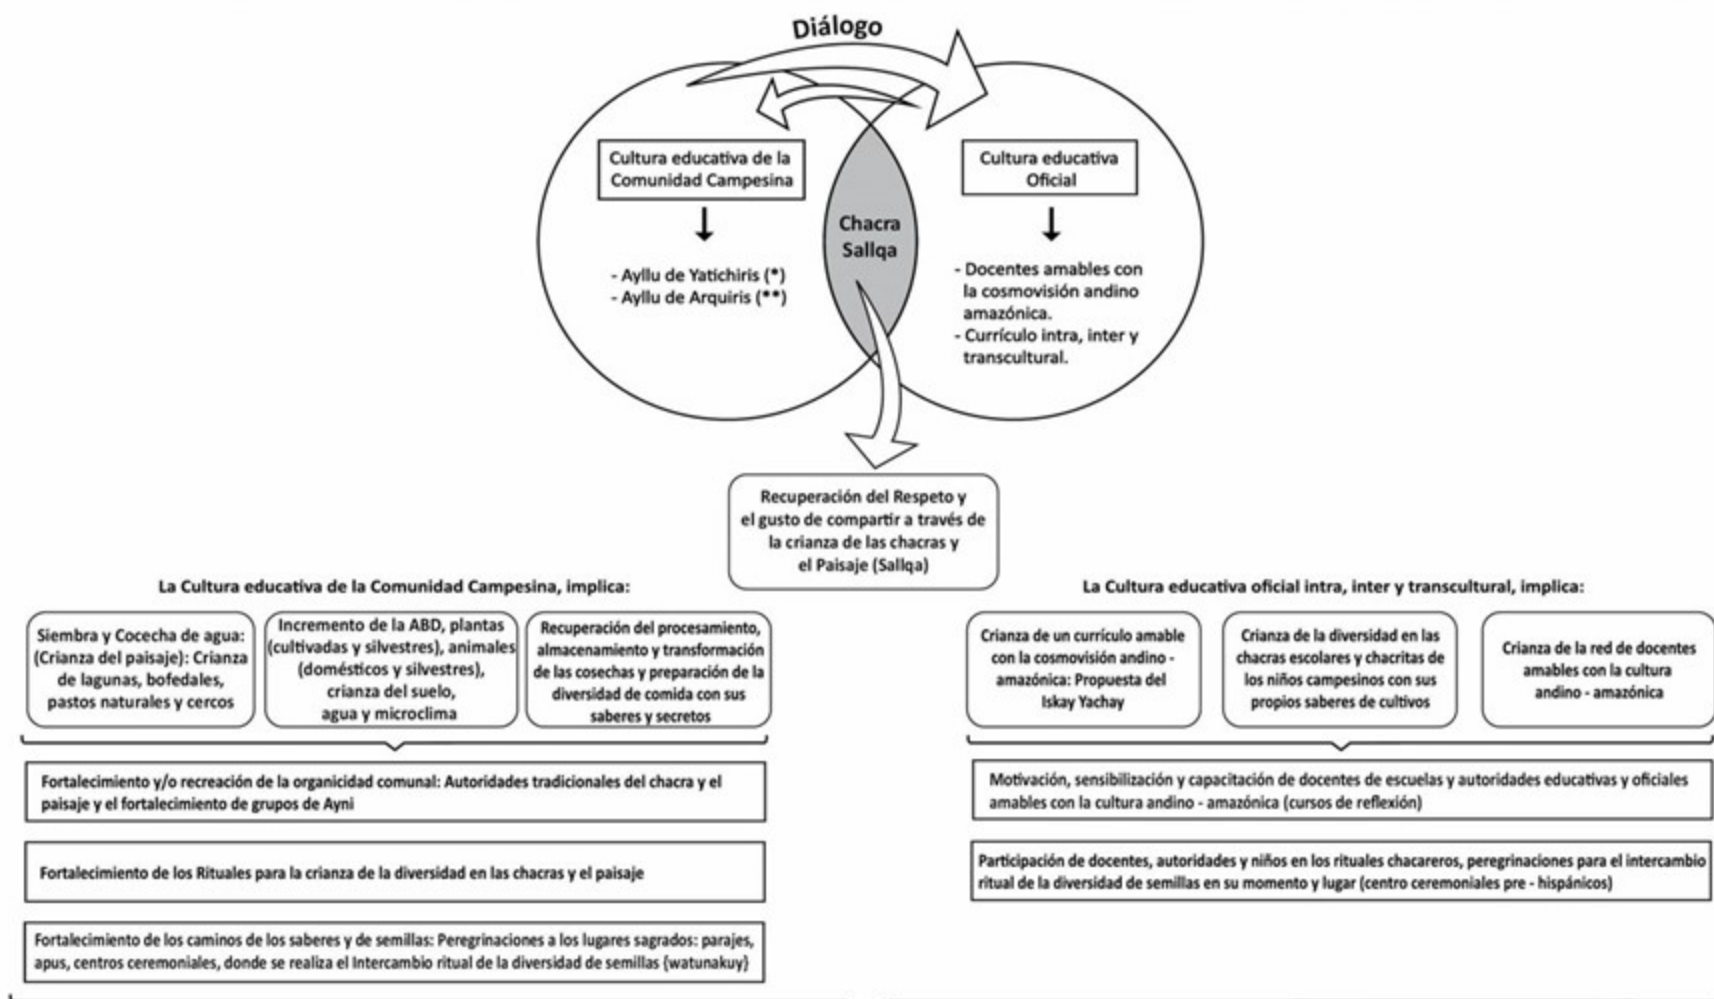 Diálogo
Cultura educativa de la
Comunidad Campesina
- Ayllu de Yatichiris (*)
- Ayllu de Arquiris (**)
Chacra
Sallqa
Cultura educativa
Oficial
- Docentes amables con
la cosmovisión andino
amazónica.
- Currículo intra, inter y
transcultural.
Recuperación del Respeto y
el gusto de compartir a través de
la crianza de las chacras y
el Paisaje (Sallqa)
La Cultura educativa de la Comunidad Campesina, implica:
Siembra y Cocecha de agua:
(Crianza del paisaje): Crianza
de lagunas, bofedales,
pastos naturales y cercos
Incremento de la ABD, plantas
(cultivadas y silvestres), animales
(domésticos y silvestres),
crianza del suelo,
agua y microclima
Recuperación del procesamiento,
almacenamiento y transformación
de las cosechas y preparación de la
diversidad de comida con sus
saberes y secretos
Fortalecimiento y/o recreación de la organicidad comunal: Autoridades tradicionales del chacra y el
paisaje y el fortalecimiento de grupos de Ayni
Fortalecimiento de los Rituales para la crianza de la diversidad en las chacras y el paisaje
Fortalecimiento de los caminos de los saberes y de semillas: Peregrinaciones a los lugares sagrados: parajes,
apus, centros ceremoniales, donde se realiza el Intercambio ritual de la diversidad de semillas (watunakuy)
La Cultura educativa oficial intra, inter y transcultural, implica:
Crianza de un currículo amable
con la cosmovisión andino -
amazónica: Propuesta del
Iskay Yachay
Crianza de la diversidad en las
chacras escolares y chacritas de
los niños campesinos con sus
propios saberes de cultivos
Crianza de la red de docentes
amables con la cultura
andino - amazónica
Motivación, sensibilización y capacitación de docentes de escuelas y autoridades educativas y oficiales
amables con la cultura andino - amazónica (cursos de reflexión)
Participación de docentes, autoridades y niños en los rituales chacareros, peregrinaciones para el intercambio
ritual de la diversidad de semillas en su momento y lugar (centro ceremoniales pre - hispánicos)